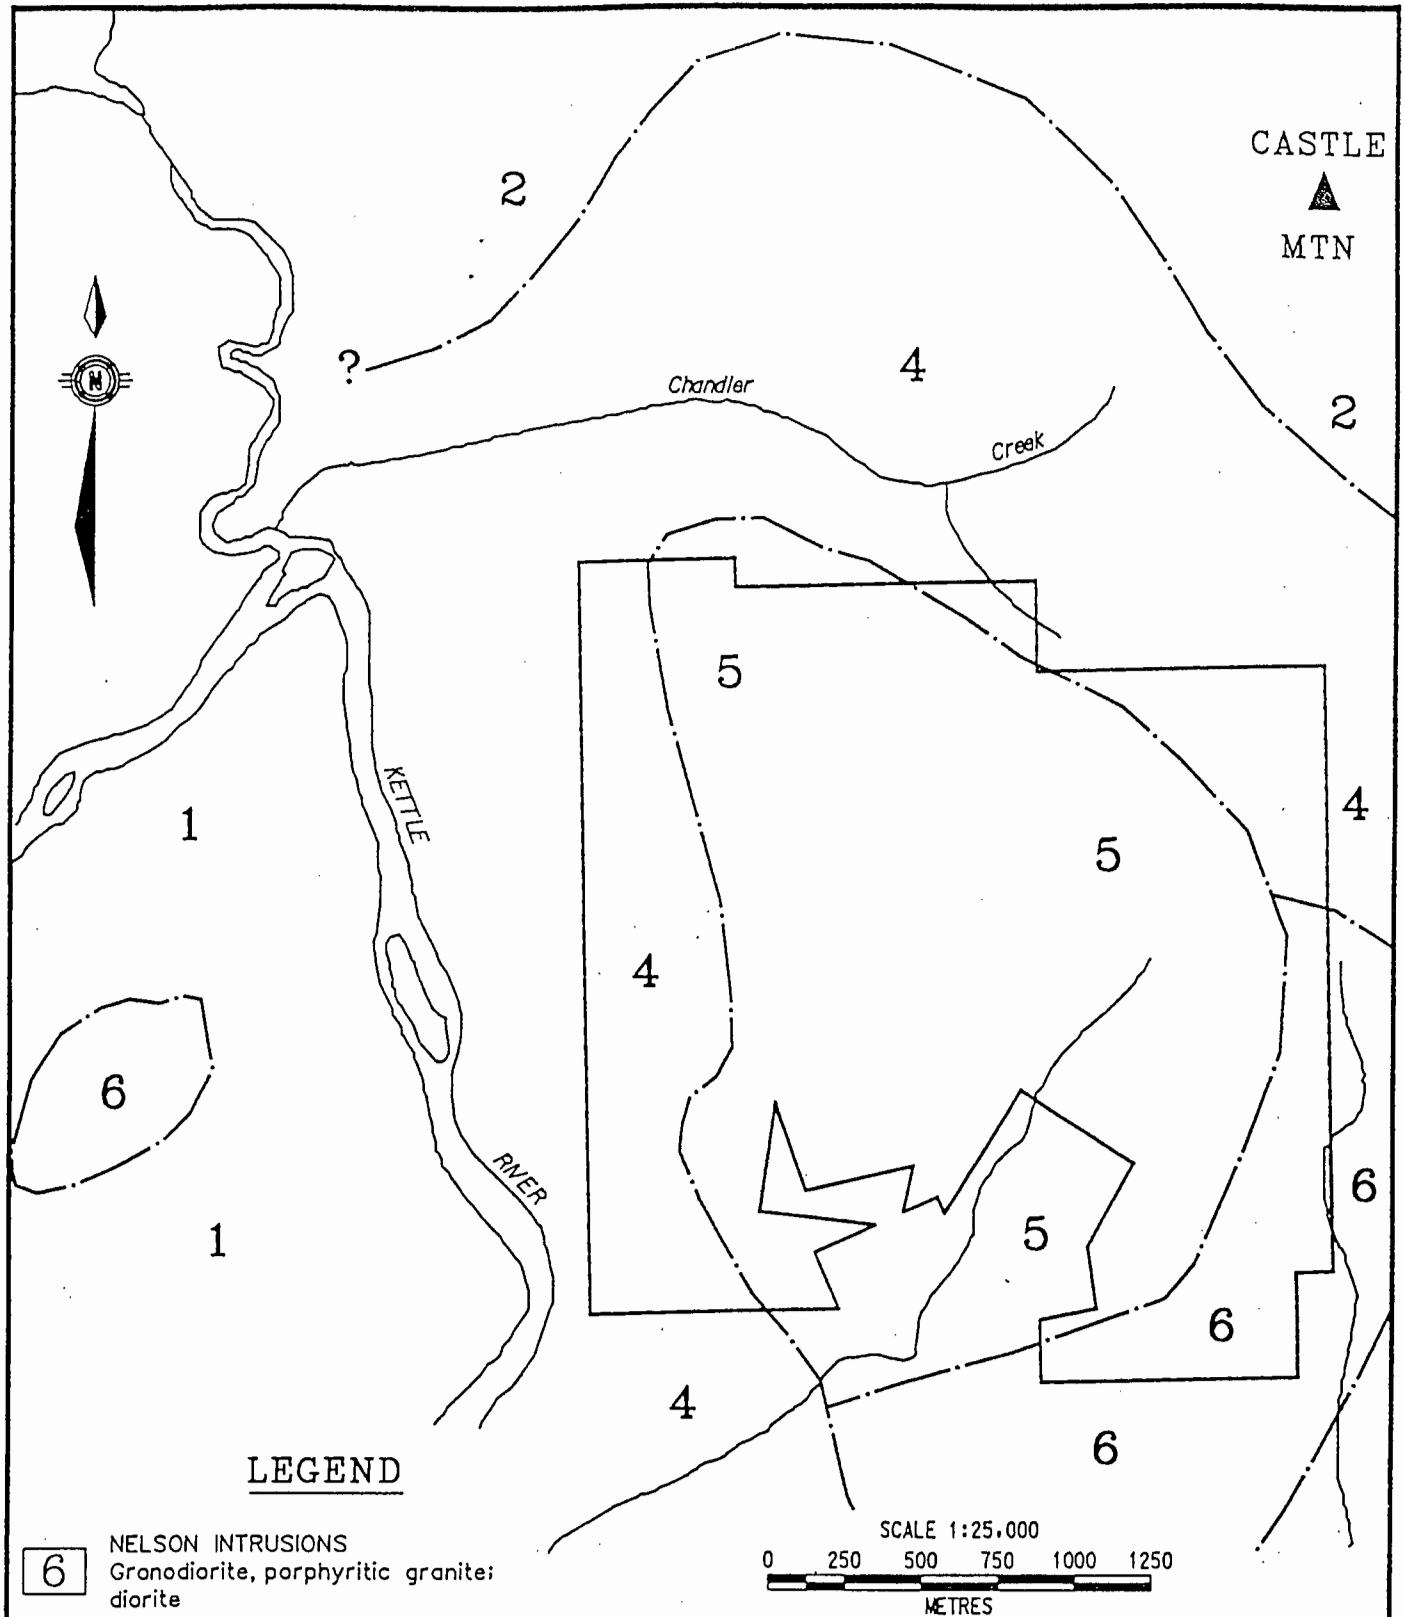 CASTLE
MTN
2
N
?
4
Chandler
Creek
2
5
KETTLE
1
4
5
4
6
RIVER
6
5
1
6
4
6
LEGEND
6
NELSON INTRUSIONS
Granodiorite, porphyritic granite;
diorite
SCALE 1:25,000
0 250 500 750 1000 1250
METRES